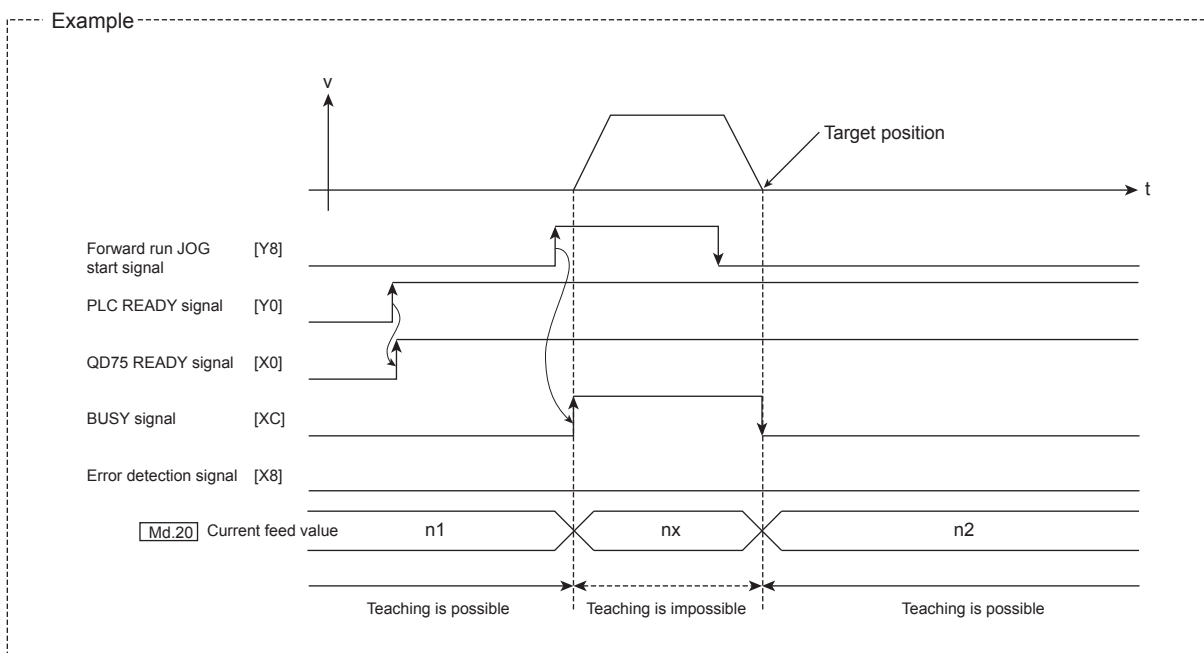 Example
v
Target position
t
Forward run JOG [Y8]
start signal
PLC READY signal [Y0]
QD75 READY signal [X0]
BUSY signal [XC]
Error detection signal [X8]
Md.20 Current feed value n1 nx n2
Teaching is possible Teaching is impossible Teaching is possible